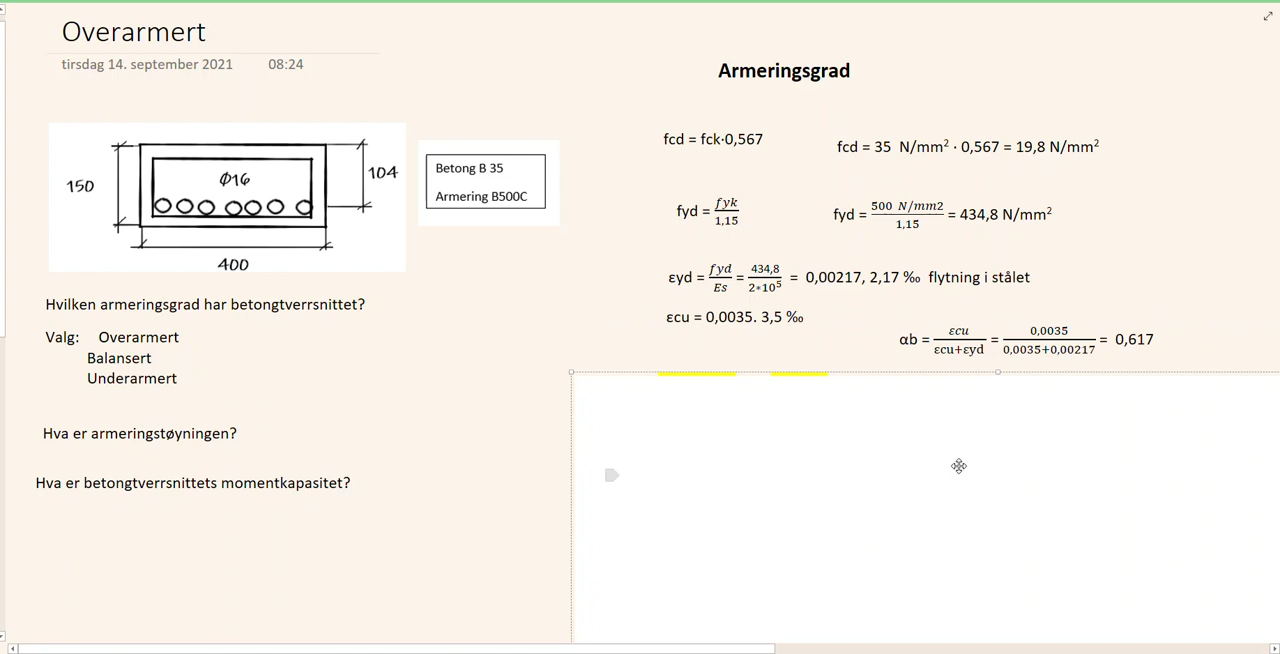 Overarmert
tirsdag 14. september 2021 08:24
150
Φ16
104
400
Betong B 35
Armering B500C
Hvilken armeringsgrad har betongtverrsnittet?
Valg: Overarmert
Balansert
Underarmert
Hva er armeringstøyningen?
Hva er betongtverrsnittets momentkapasitet?
Armeringsgrad
fcd = fck·0,567
fcd = 35 N/mm² · 0,567 = 19,8 N/mm²
fyd = fyk/1,15
fyd = 500 N/mm2/1,15 = 434,8 N/mm²
εyd = fyd/Es = 434,8/2*10⁵ = 0,00217, 2,17 ‰ flytning i stålet
εcu = 0,0035. 3,5 ‰
αb = εcu/εcu+εyd = 0,0035/0,0035+0,00217 = 0,617